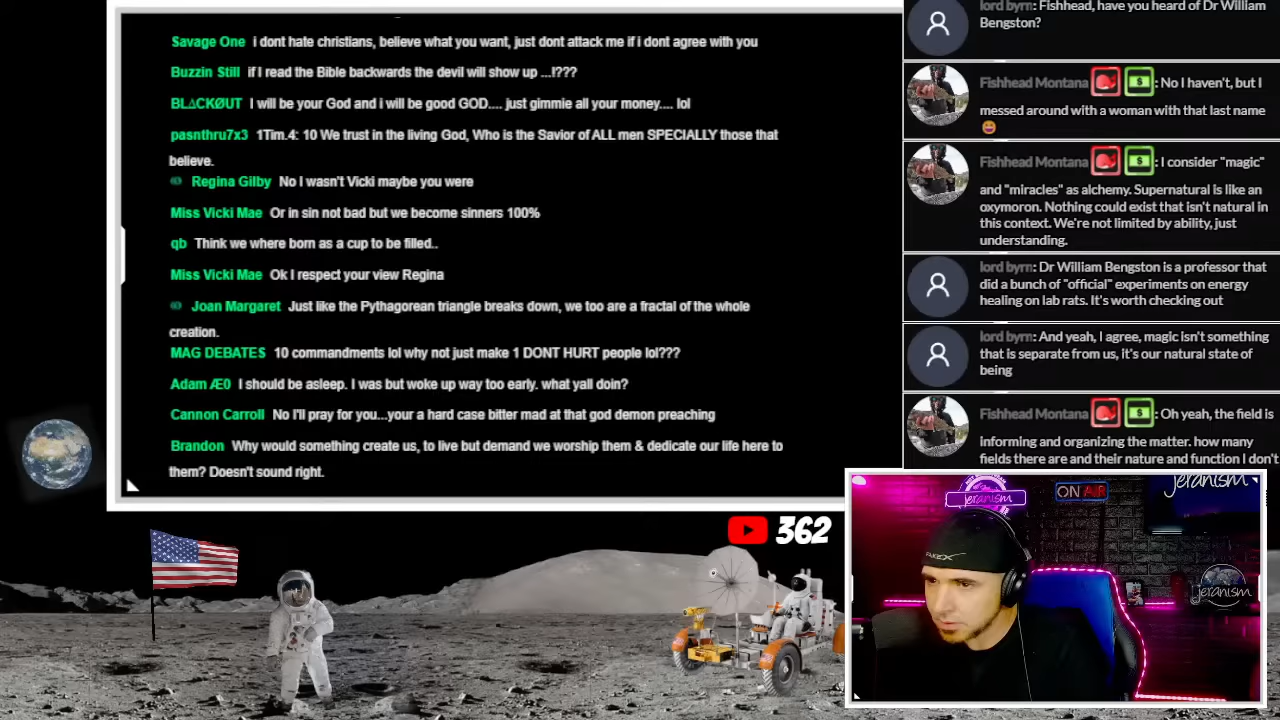 Savage One i dont hate christians, believe what you want, just dont attack me if i dont agree with you
Buzzin Still if I read the Bible backwards the devil will show up ...!???
BLΔCKØUT I will be your God and i will be good GOD.... just gimmie all your money.... lol
pasnthru7x3 1Tim.4: 10 We trust in the living God, Who is the Savior of ALL men SPECIALLY those that
believe.
Regina Gilby No I wasn't Vicki maybe you were
Miss Vicki Mae Or in sin not bad but we become sinners 100%
qb Think we where born as a cup to be filled..
Miss Vicki Mae Ok I respect your view Regina
Joan Margaret Just like the Pythagorean triangle breaks down, we too are a fractal of the whole
creation.
MAG DEBATES 10 commandments lol why not just make 1 DONT HURT people lol???
Adam ÆØ I should be asleep. I was but woke up way too early. what yall doin?
Cannon Carroll No I'll pray for you...your a hard case bitter mad at that god demon preaching
Brandon Why would something create us, to live but demand we worship them & dedicate our life here to
them? Doesn't sound right.
lord byrn: Fishhead, have you heard of Dr William
Bengston?
Fishhead Montana $ : No I haven't, but I
messed around with a woman with that last name
😄
Fishhead Montana $ : I consider "magic"
and "miracles" as alchemy. Supernatural is like an
oxymoron. Nothing could exist that isn't natural in
this context. We're not limited by ability, just
understanding.
lord byrn: Dr William Bengston is a professor that
did a bunch of "official" experiments on energy
healing on lab rats. It's worth checking out
lord byrn: And yeah, I agree, magic isn't something
that is separate from us, it's our natural state of
being
Fishhead Montana $ : Oh yeah, the field is
informing and organizing the matter. how many
fields there are and their nature and function I don't
362
jeranism
ON AIR
jeranism
jeranism